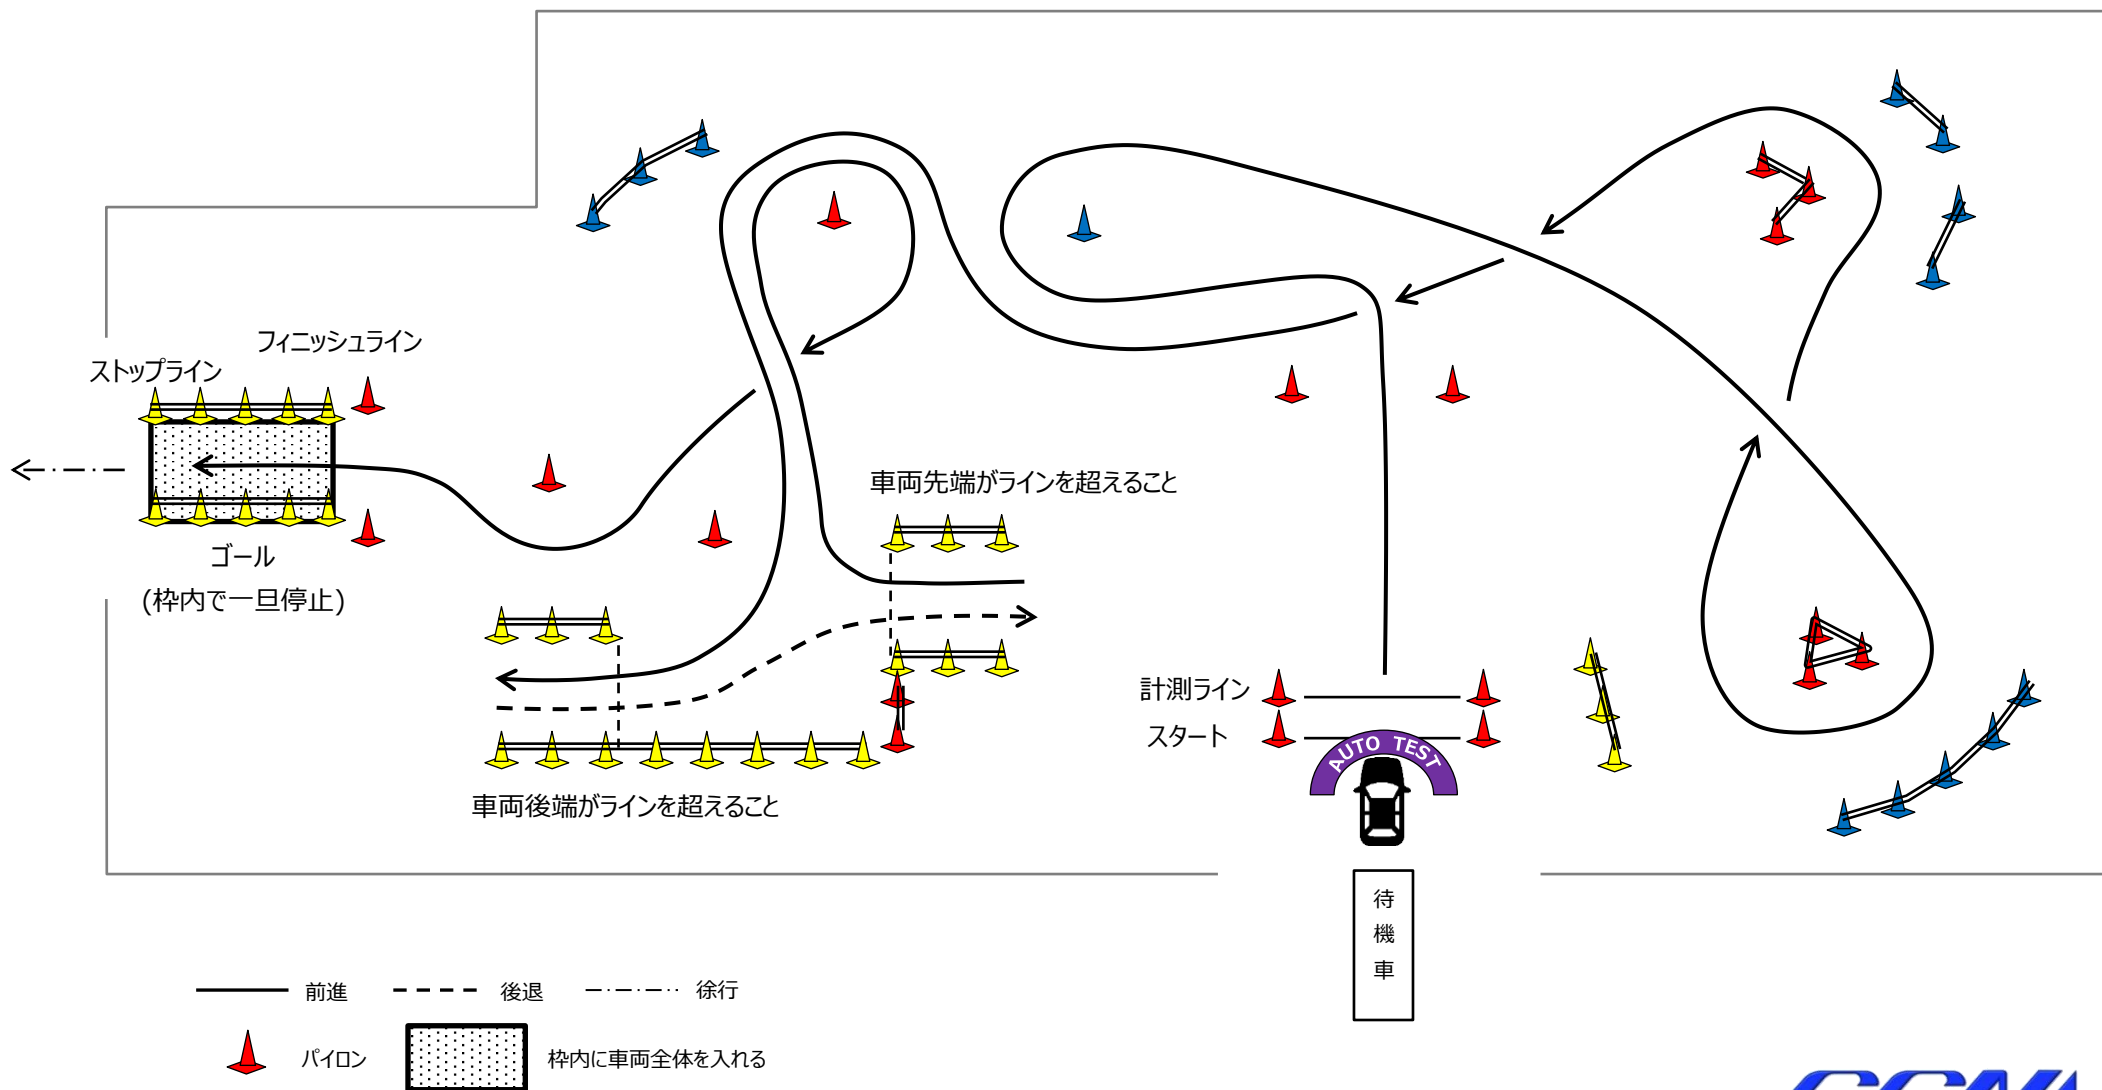 フィニッシュライン
ストップライン
車両先端がラインを超えること
ゴール
(枠内で一旦停止)
計測ライン
スタート
AUTO TEST
車両後端がラインを超えること
待機車
前進
後退
徐行
パイロン
枠内に車両全体を入れる